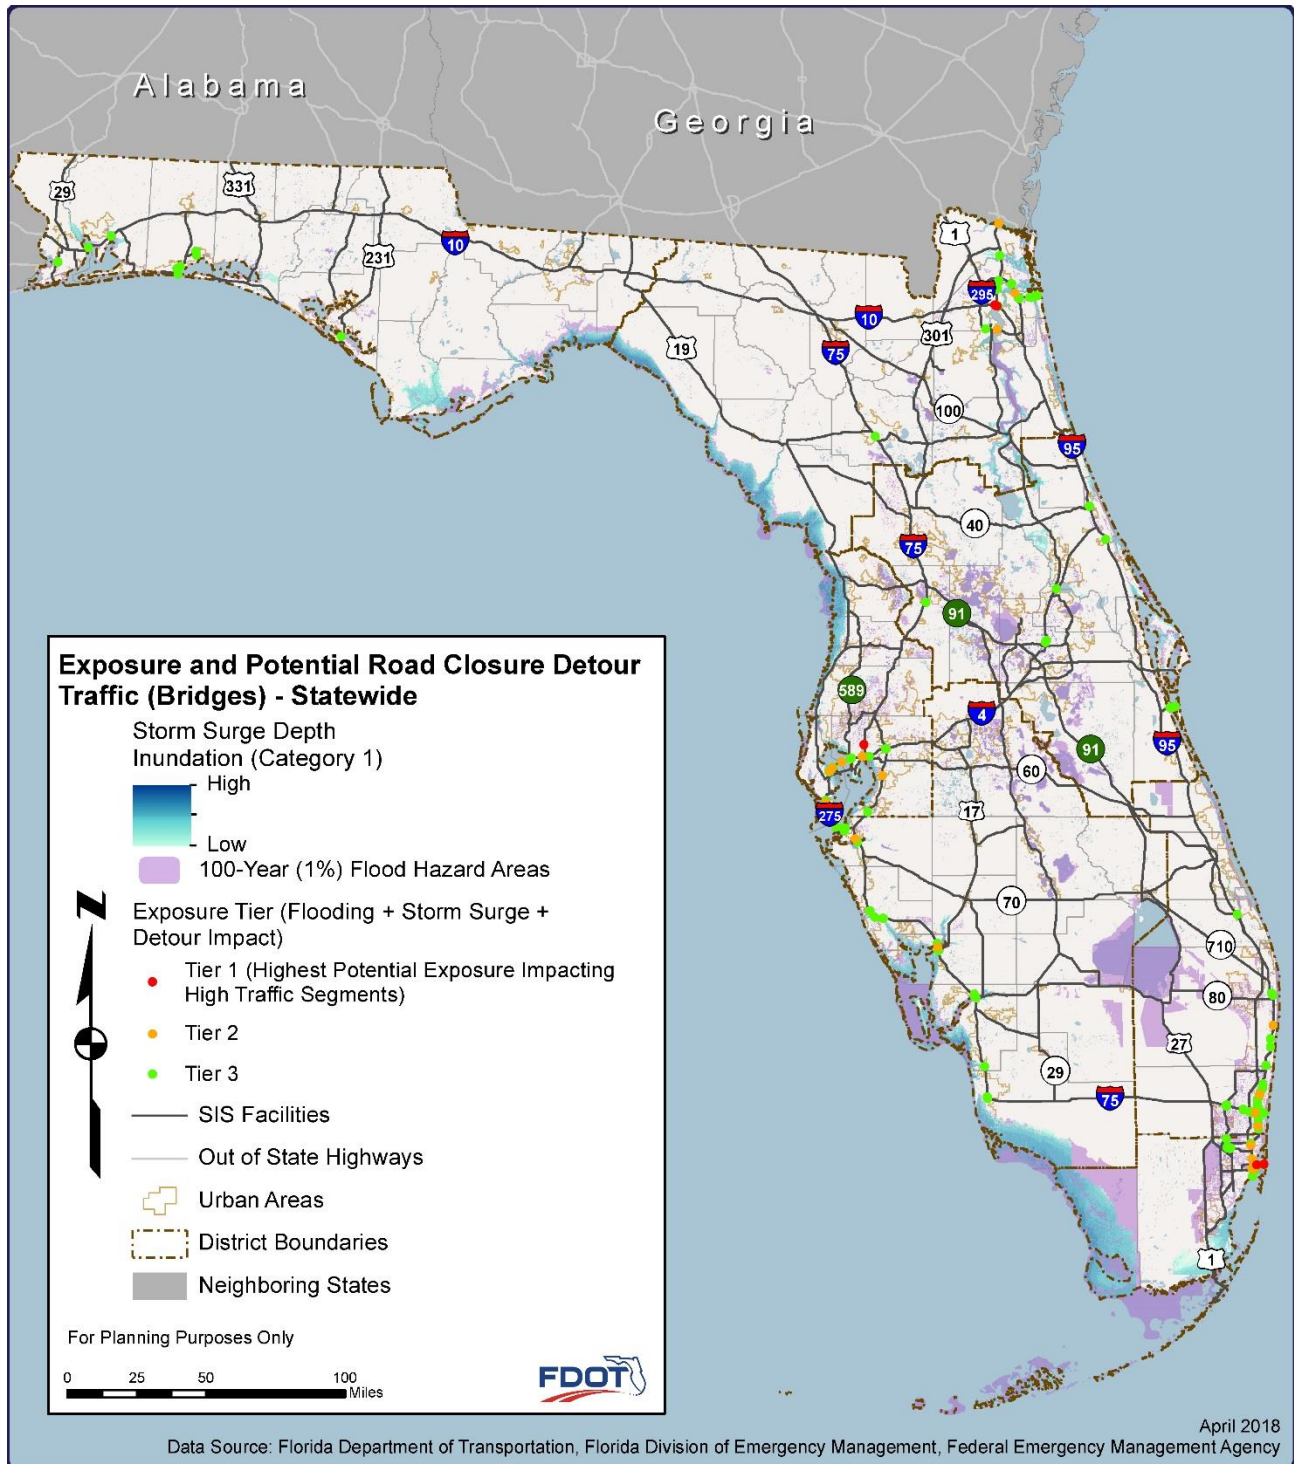 Alabama
Georgia
29
331
231
10
1
295
10
301
19
75
100
95
40
75
91
589
4
91
95
60
275
17
70
710
80
27
29
75
1
Exposure and Potential Road Closure Detour
Traffic (Bridges) - Statewide
Storm Surge Depth
Inundation (Category 1)
High
Low
100-Year (1%) Flood Hazard Areas
Exposure Tier (Flooding + Storm Surge +
Detour Impact)
Tier 1 (Highest Potential Exposure Impacting
High Traffic Segments)
Tier 2
Tier 3
SIS Facilities
Out of State Highways
Urban Areas
District Boundaries
Neighboring States
N
For Planning Purposes Only
0 25 50 100
Miles
FDOT
April 2018
Data Source: Florida Department of Transportation, Florida Division of Emergency Management, Federal Emergency Management Agency